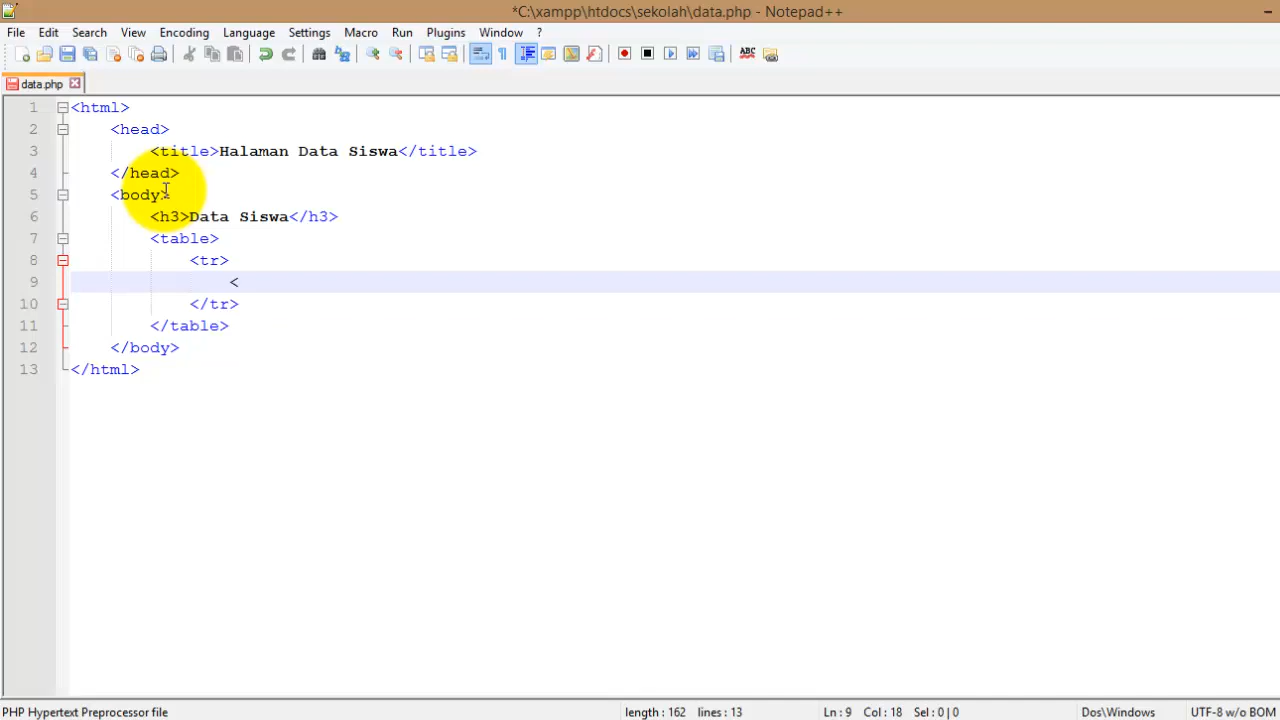 *C:\xampp\htdocs\sekolah\data.php - Notepad++
File Edit Search View Encoding Language Settings Macro Run Plugins Window ?
ABC
data.php
1 <html>
2 <head>
3 <title>Halaman Data Siswa</title>
4 </head>
5 <body>
6 <h3>Data Siswa</h3>
7 <table>
8 <tr>
9 <
10 </tr>
11 </table>
12 </body>
13 </html>
PHP Hypertext Preprocessor file length : 162 lines : 13 Ln : 9 Col : 18 Sel : 0 | 0 Dos\Windows UTF-8 w/o BOM